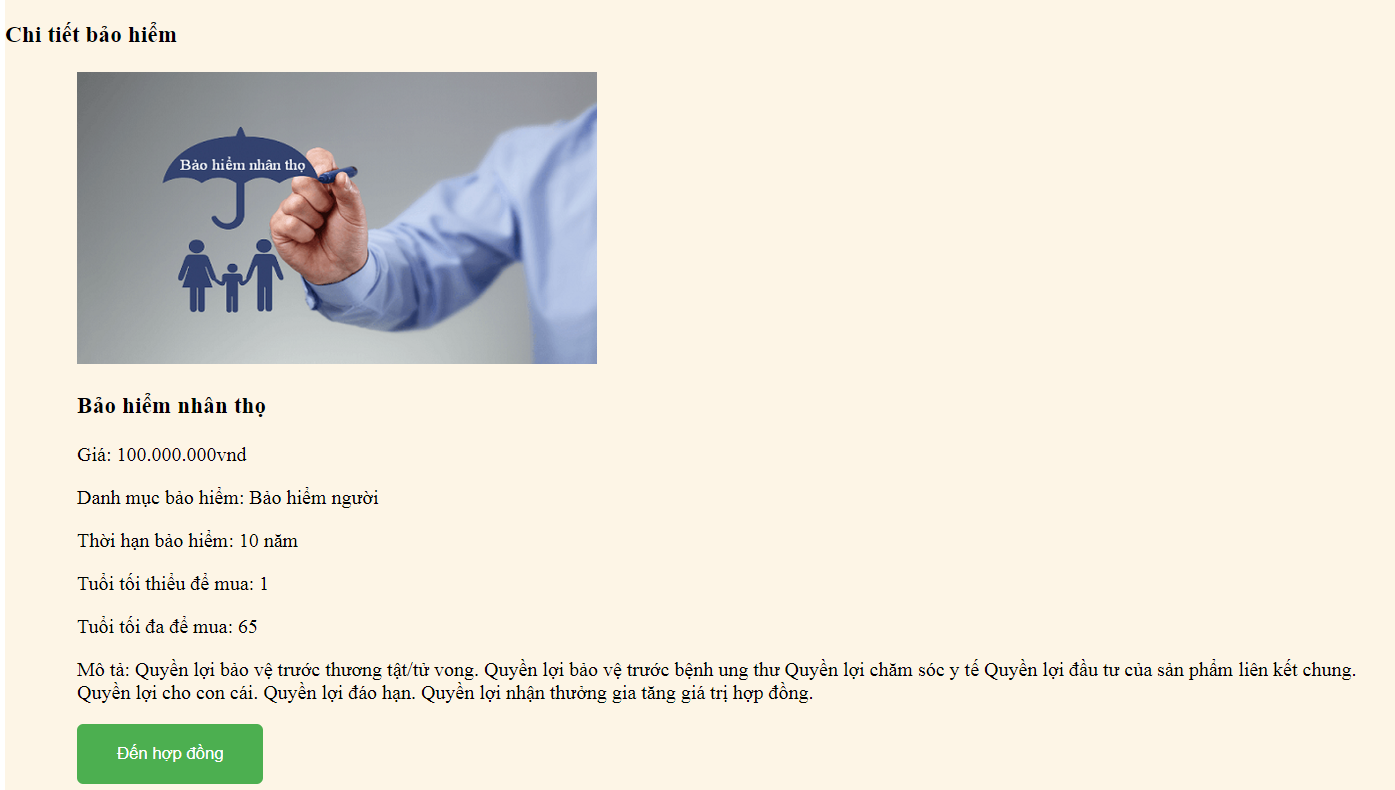 Chi tiết bảo hiểm
Bảo hiểm nhân thọ
Bảo hiểm nhân thọ
Giá: 100.000.000vnd
Danh mục bảo hiểm: Bảo hiểm người
Thời hạn bảo hiểm: 10 năm
Tuổi tối thiểu để mua: 1
Tuổi tối đa để mua: 65
Mô tả: Quyền lợi bảo vệ trước thương tật/tử vong. Quyền lợi bảo vệ trước bệnh ung thư Quyền lợi chăm sóc y tế Quyền lợi đầu tư của sản phẩm liên kết chung.
Quyền lợi cho con cái. Quyền lợi đáo hạn. Quyền lợi nhận thưởng gia tăng giá trị hợp đồng.
Đến hợp đồng